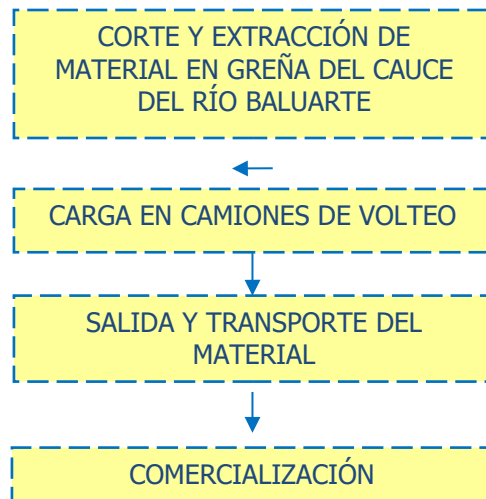 CORTE Y EXTRACCIÓN DE
MATERIAL EN GREÑA DEL CAUCE
DEL RÍO BALUARTE
CARGA EN CAMIONES DE VOLTEO
SALIDA Y TRANSPORTE DEL
MATERIAL
COMERCIALIZACIÓN